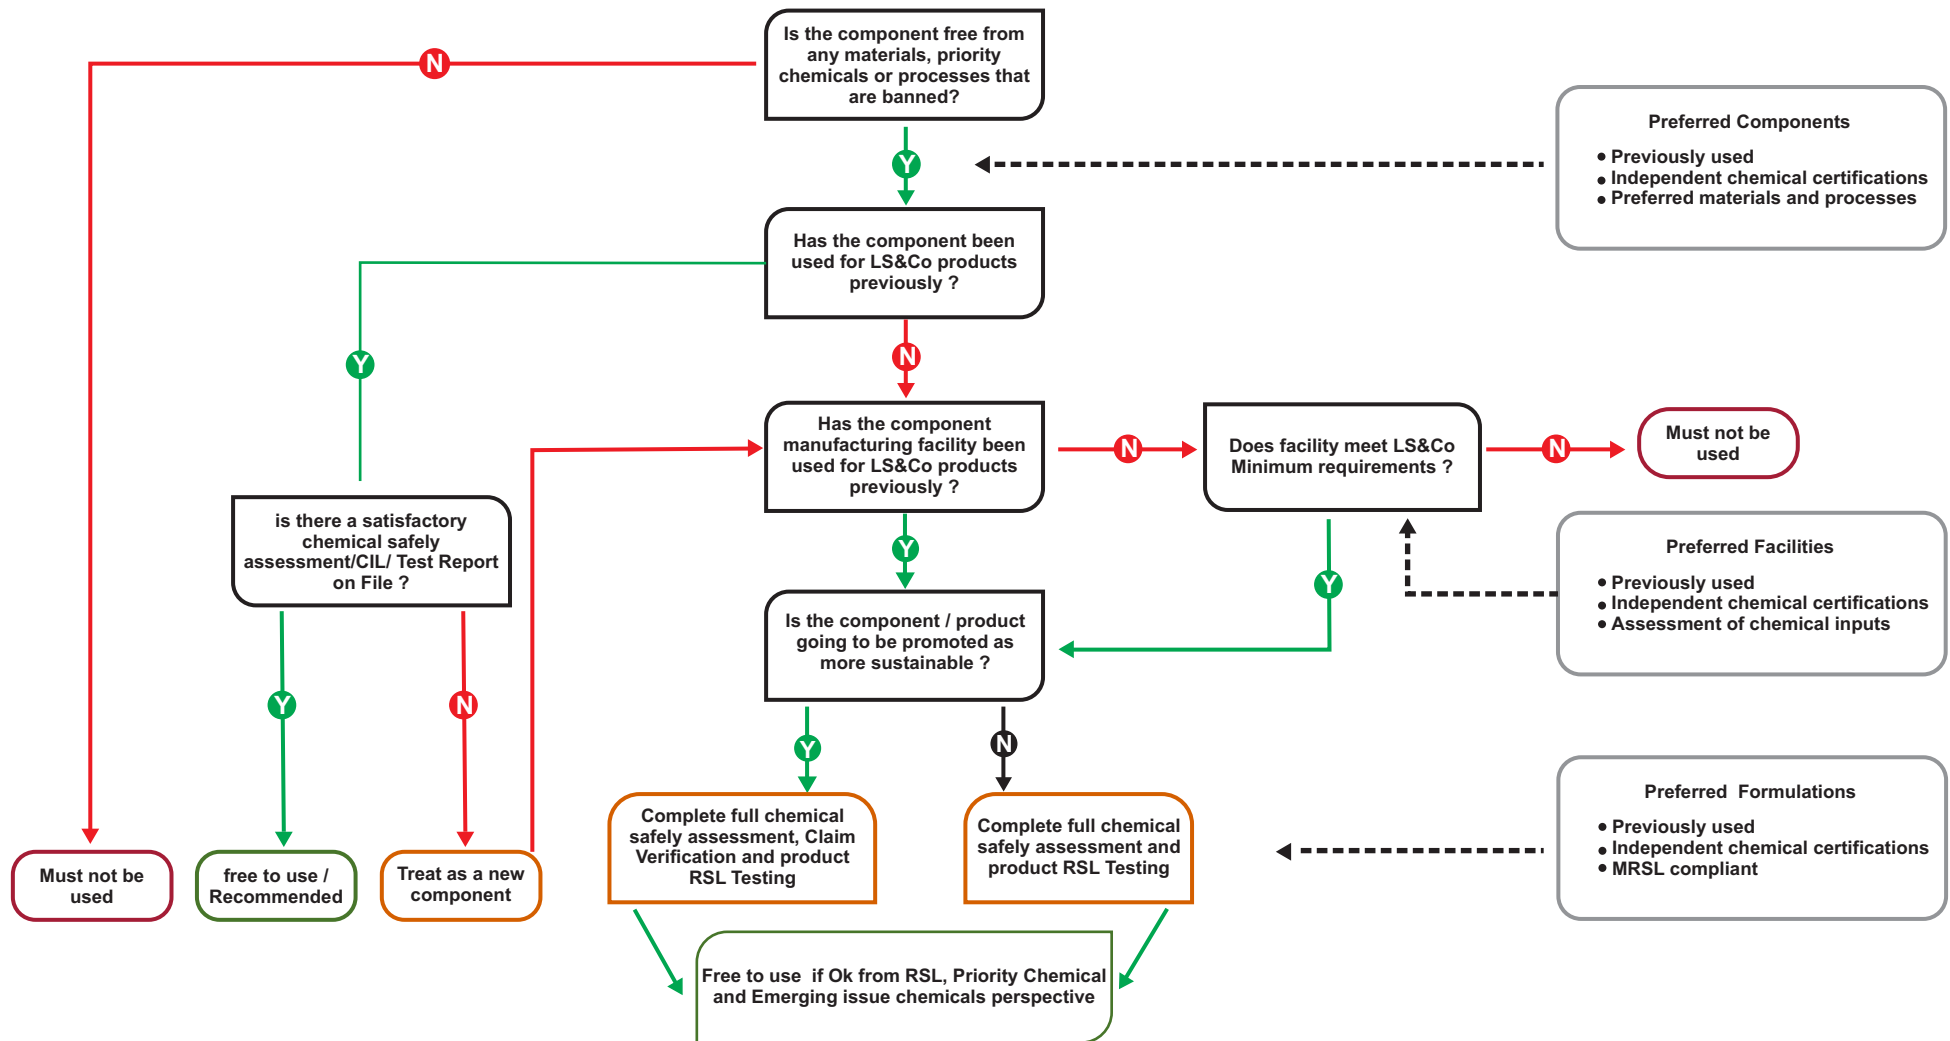 Is the component free from
any materials, priority
chemicals or processes that
are banned?
N
Y
Preferred Components
• Previously used
• Independent chemical certifications
• Preferred materials and processes
Has the component been
used for LS&Co products
previously ?
Y
N
Has the component
manufacturing facility been
used for LS&Co products
previously ?
N
Does facility meet LS&Co
Minimum requirements ?
N
Must not be
used
is there a satisfactory
chemical safely
assessment/CIL/ Test Report
on File ?
Y
Y
Preferred Facilities
• Previously used
• Independent chemical certifications
• Assessment of chemical inputs
Is the component / product
going to be promoted as
more sustainable ?
Y
N
Y
N
Preferred  Formulations
• Previously used
• Independent chemical certifications
• MRSL compliant
Must not be
used
free to use /
Recommended
Treat as a new
component
Complete full chemical
safely assessment, Claim
Verification and product
RSL Testing
Complete full chemical
safely assessment and
product RSL Testing
Free to use  if Ok from RSL, Priority Chemical
and Emerging issue chemicals perspective